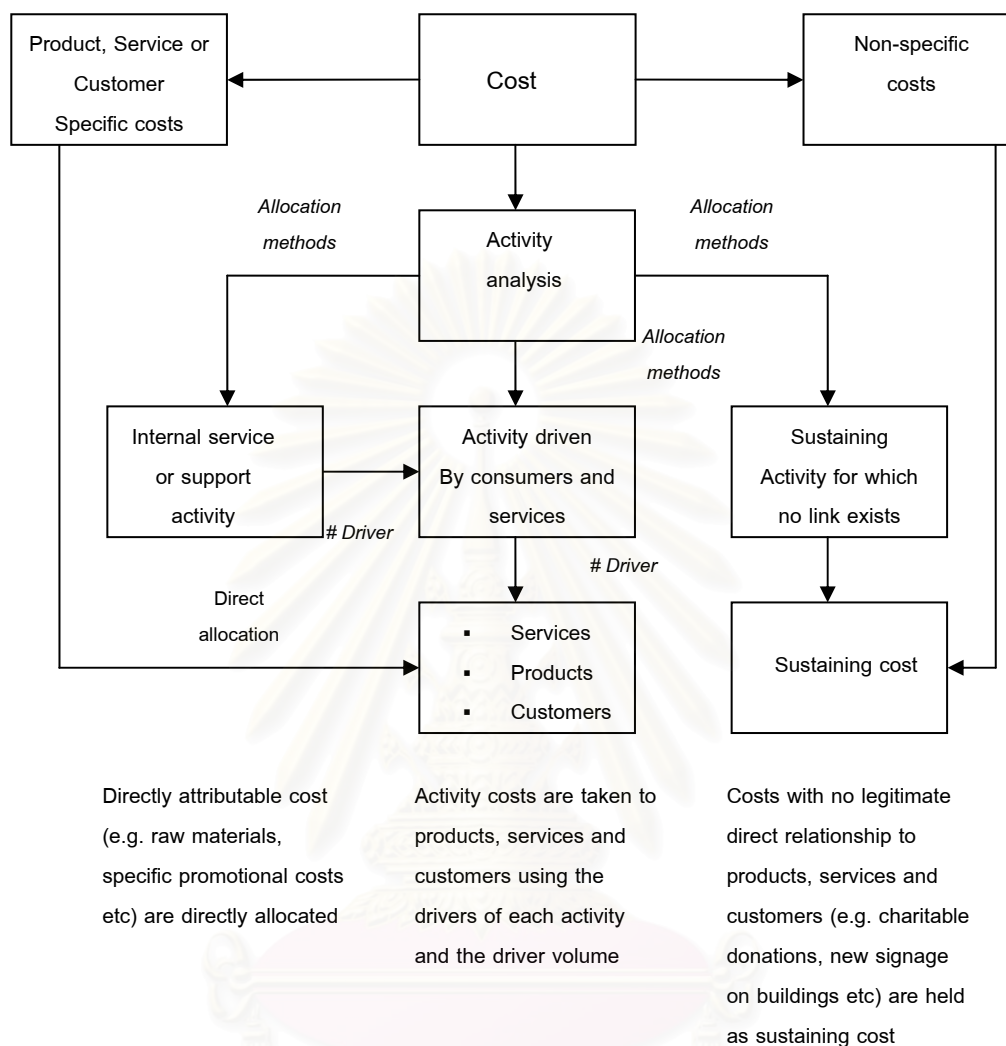 Product, Service or
Customer
Specific costs
Cost
Non-specific
costs
Allocation
methods
Allocation
methods
Activity
analysis
Allocation
methods
Internal service
or support
activity
Activity driven
By consumers and
services
Sustaining
Activity for which
no link exists
# Driver
# Driver
Direct
allocation
▪ Services
▪ Products
▪ Customers
Sustaining cost
Directly attributable cost
(e.g. raw materials,
specific promotional costs
etc) are directly allocated
Activity costs are taken to
products, services and
customers using the
drivers of each activity
and the driver volume
Costs with no legitimate
direct relationship to
products, services and
customers (e.g. charitable
donations, new signage
on buildings etc) are held
as sustaining cost